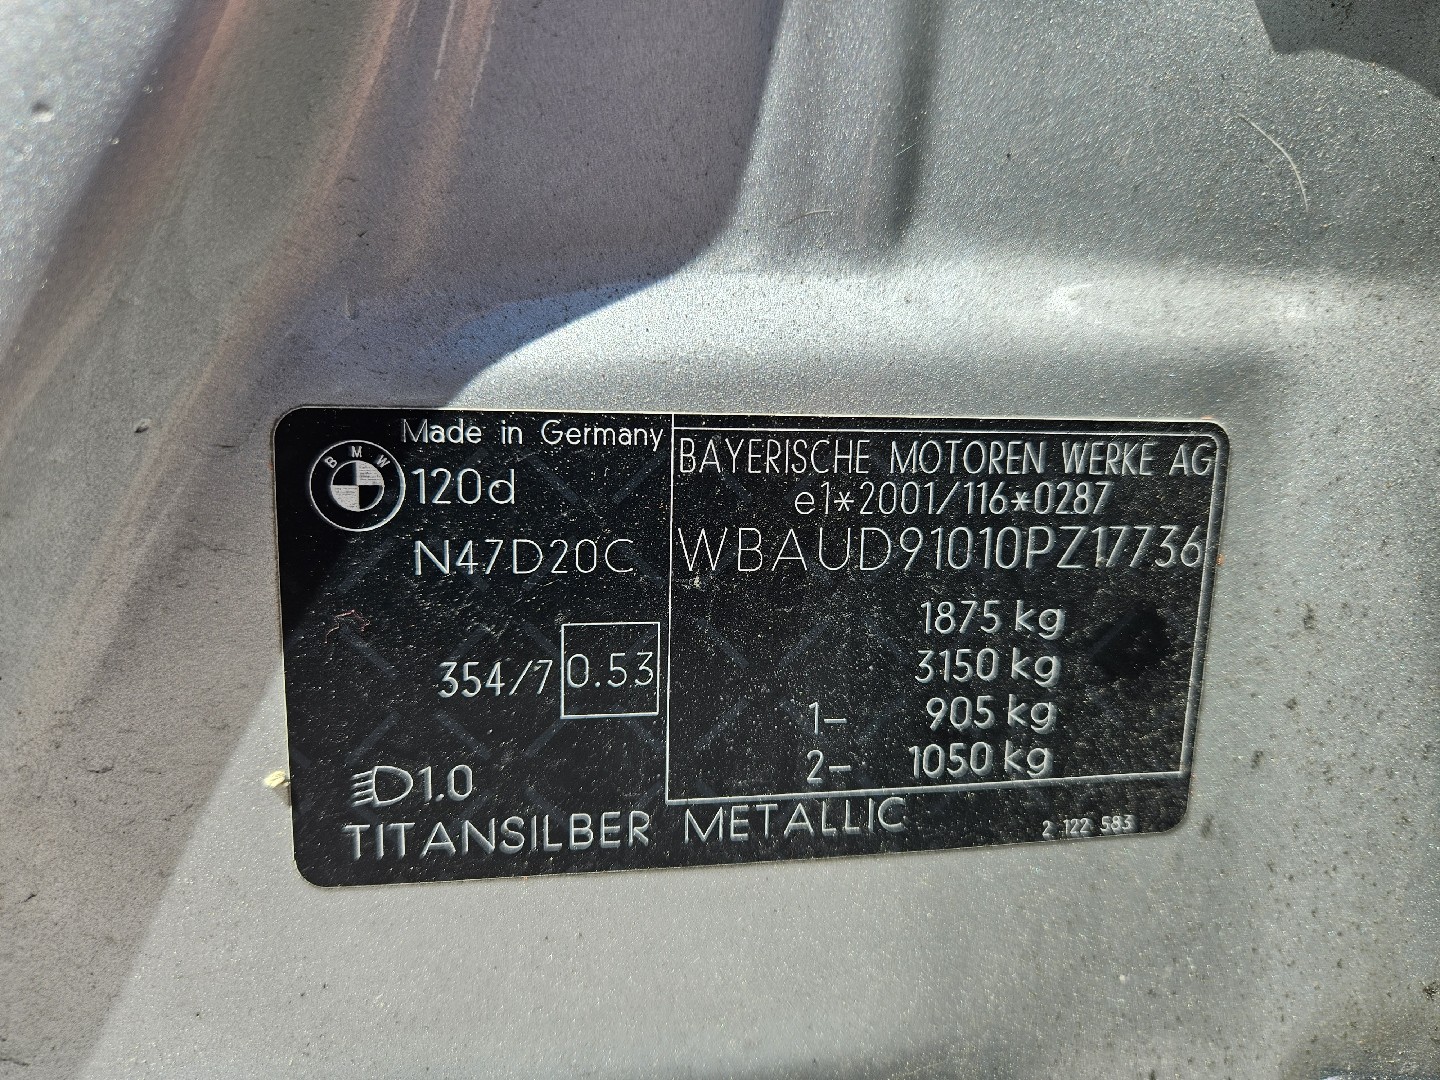 Made in Germany
BMW
120d
N47D20C
354/7 0.53
D1.0
TITANSILBER METALLIC
BAYERISCHE MOTOREN WERKE AG
e1*2001/116*0287
WBAUD91010PZ17736
1875 kg
3150 kg
1- 905 kg
2- 1050 kg
2 122 583